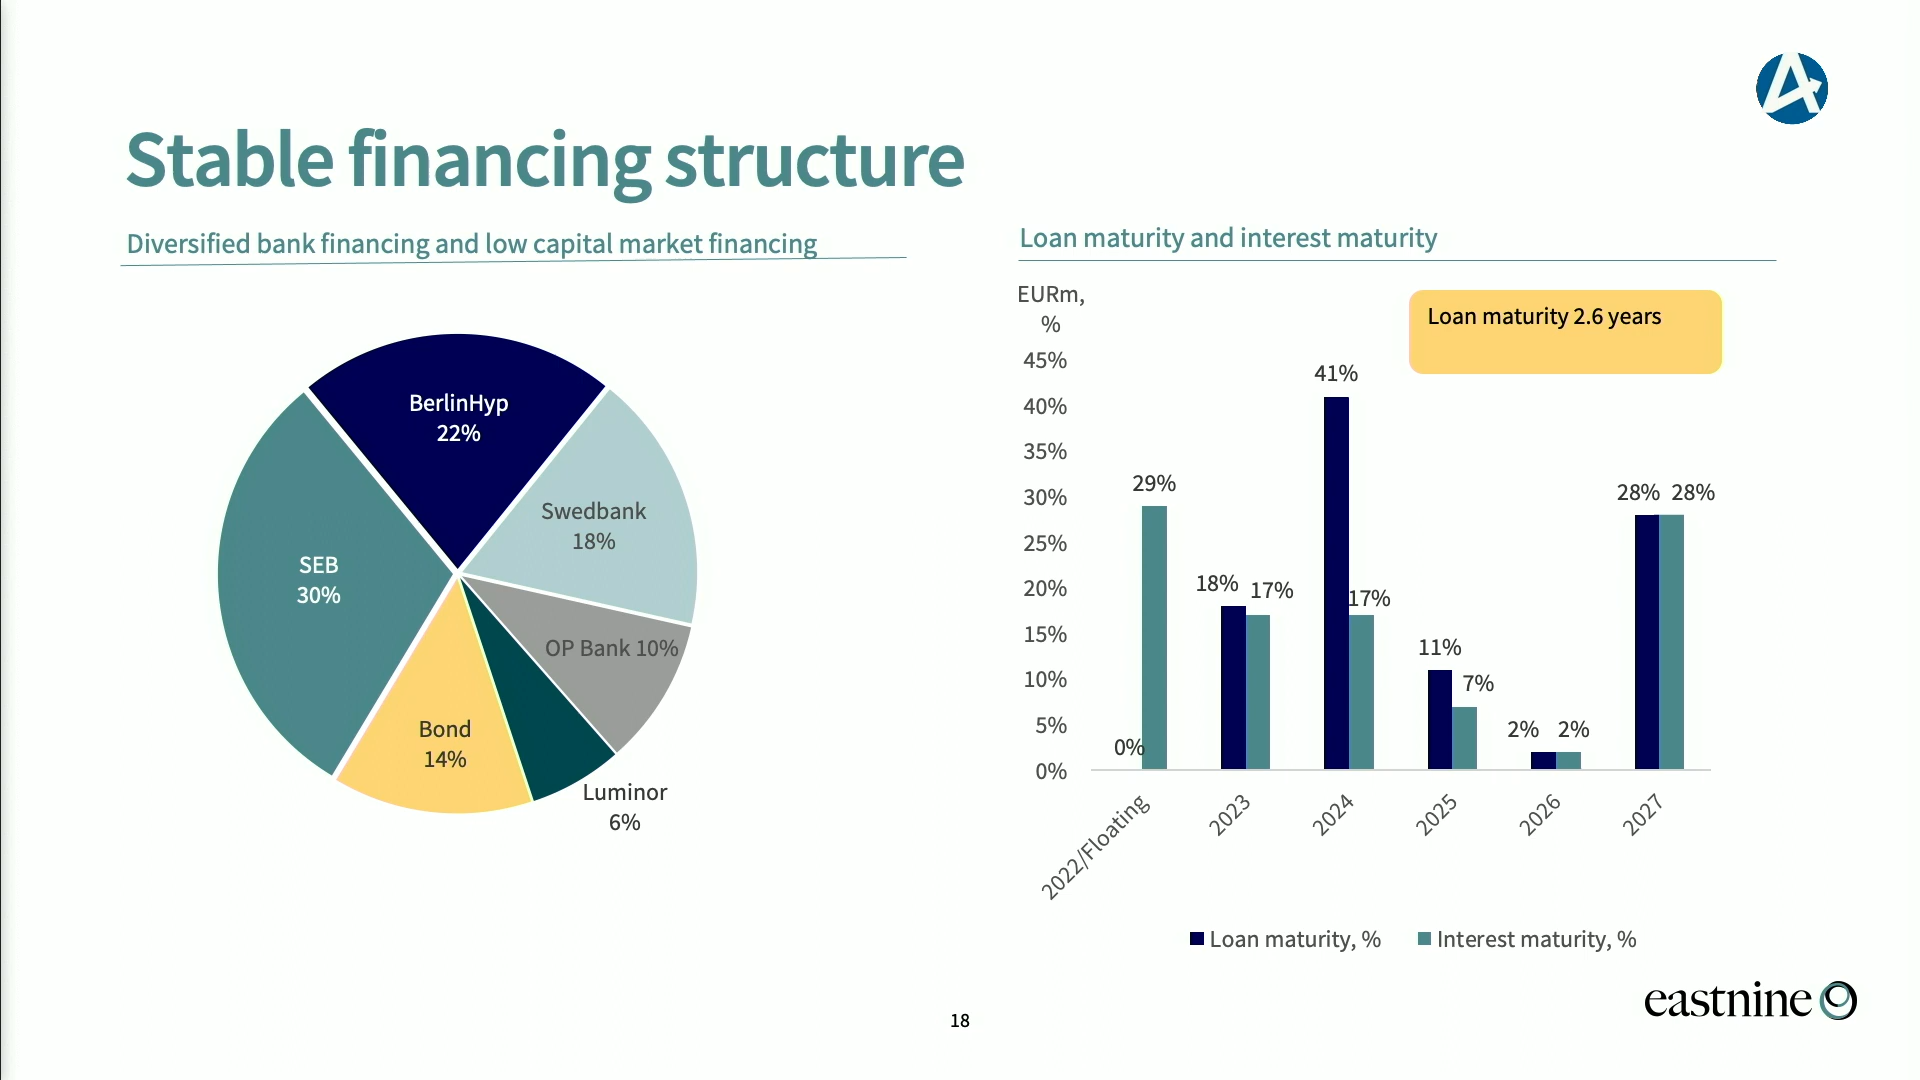 Stable financing structure
Diversified bank financing and low capital market financing
BerlinHyp
22%
Swedbank
18%
SEB
30%
OP Bank 10%
Bond
14%
Luminor
6%
Loan maturity and interest maturity
EURm,
%
Loan maturity 2.6 years
45%
40%
35%
30%
25%
20%
15%
10%
5%
0%
0%
29%
18%
17%
41%
17%
11%
7%
2%
2%
28%
28%
2022/Floating
2023
2024
2025
2026
2027
Loan maturity, %
Interest maturity, %
eastnine
18